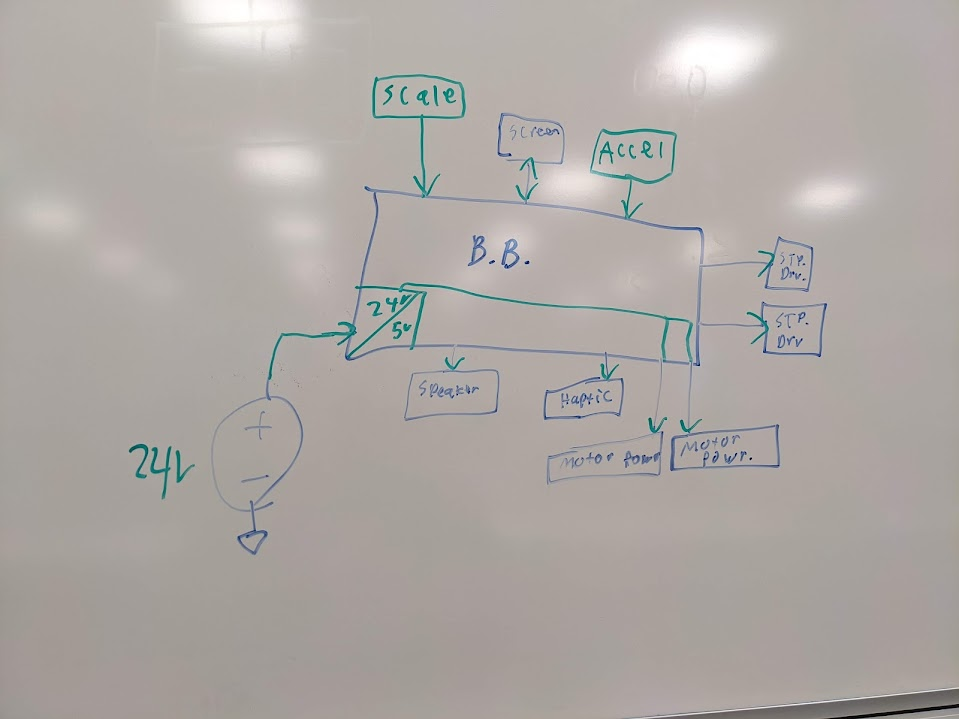 Scale
Screen
Accel
B.B.
STP.
Drv.
STP.
Drv
24v
5v
Speaker
Haptic
Motor Powr
Motor
Powr.
24V
+
−